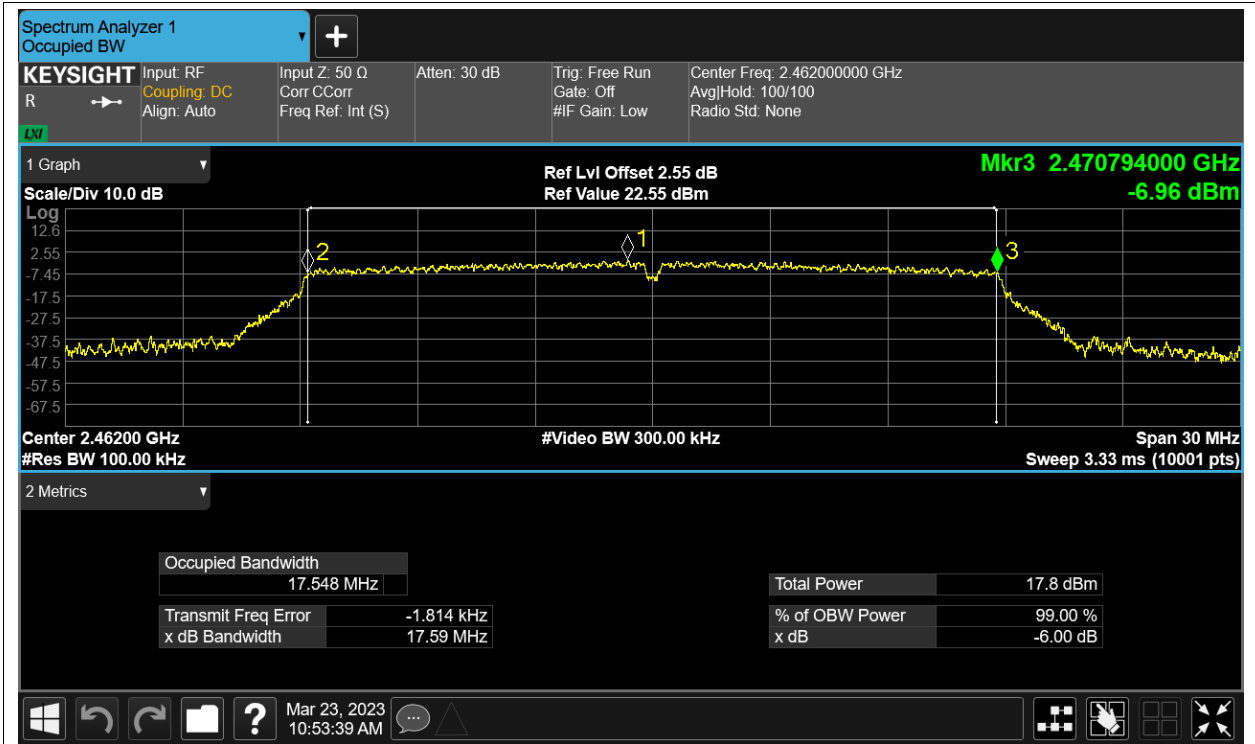 Spectrum Analyzer 1
Occupied BW
KEYSIGHT
R
LXI
Input: RF
Coupling: DC
Align: Auto
Input Z: 50 Ω
Corr CCorr
Freq Ref: Int (S)
Atten: 30 dB
Trig: Free Run
Gate: Off
#IF Gain: Low
Center Freq: 2.462000000 GHz
Avg|Hold: 100/100
Radio Std: None
1 Graph
Scale/Div 10.0 dB
Ref Lvl Offset 2.55 dB
Ref Value 22.55 dBm
Mkr3 2.470794000 GHz
-6.96 dBm
Log
12.6
2.55
-7.45
-17.5
-27.5
-37.5
-47.5
-57.5
-67.5
2
1
3
Center 2.46200 GHz
#Video BW 300.00 kHz
Span 30 MHz
#Res BW 100.00 kHz
Sweep 3.33 ms (10001 pts)
2 Metrics
Occupied Bandwidth
17.548 MHz
Transmit Freq Error -1.814 kHz
x dB Bandwidth 17.59 MHz
Total Power 17.8 dBm
% of OBW Power 99.00 %
x dB -6.00 dB
?
Mar 23, 2023
10:53:39 AM